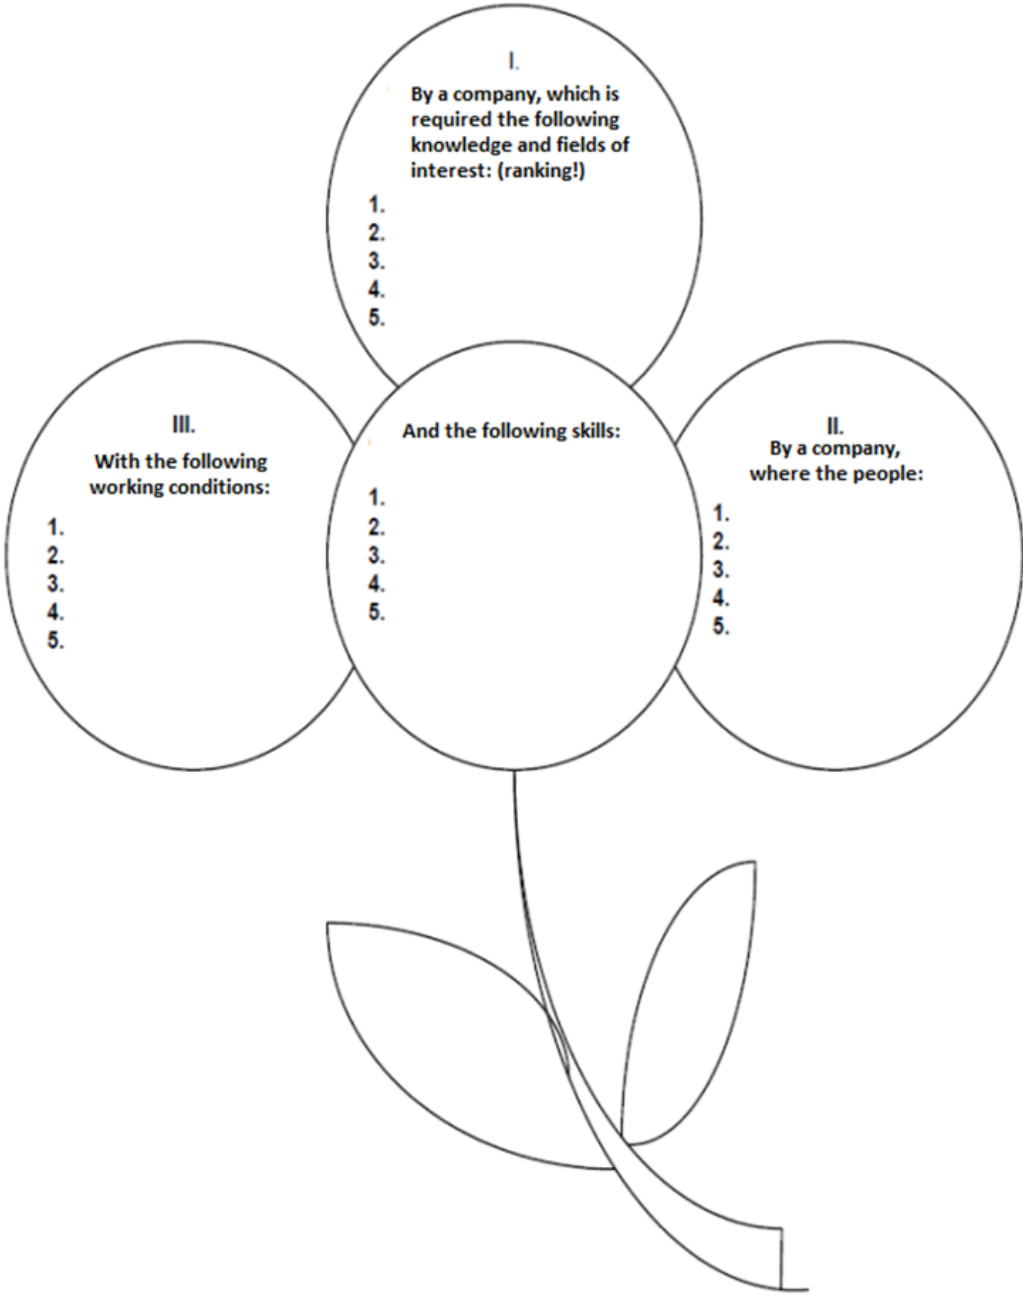 I.
By a company, which is
required the following
knowledge and fields of
interest: (ranking!)
1.
2.
3.
4.
5.
III.
With the following
working conditions:
1.
2.
3.
4.
5.
And the following skills:
1.
2.
3.
4.
5.
II.
By a company,
where the people:
1.
2.
3.
4.
5.